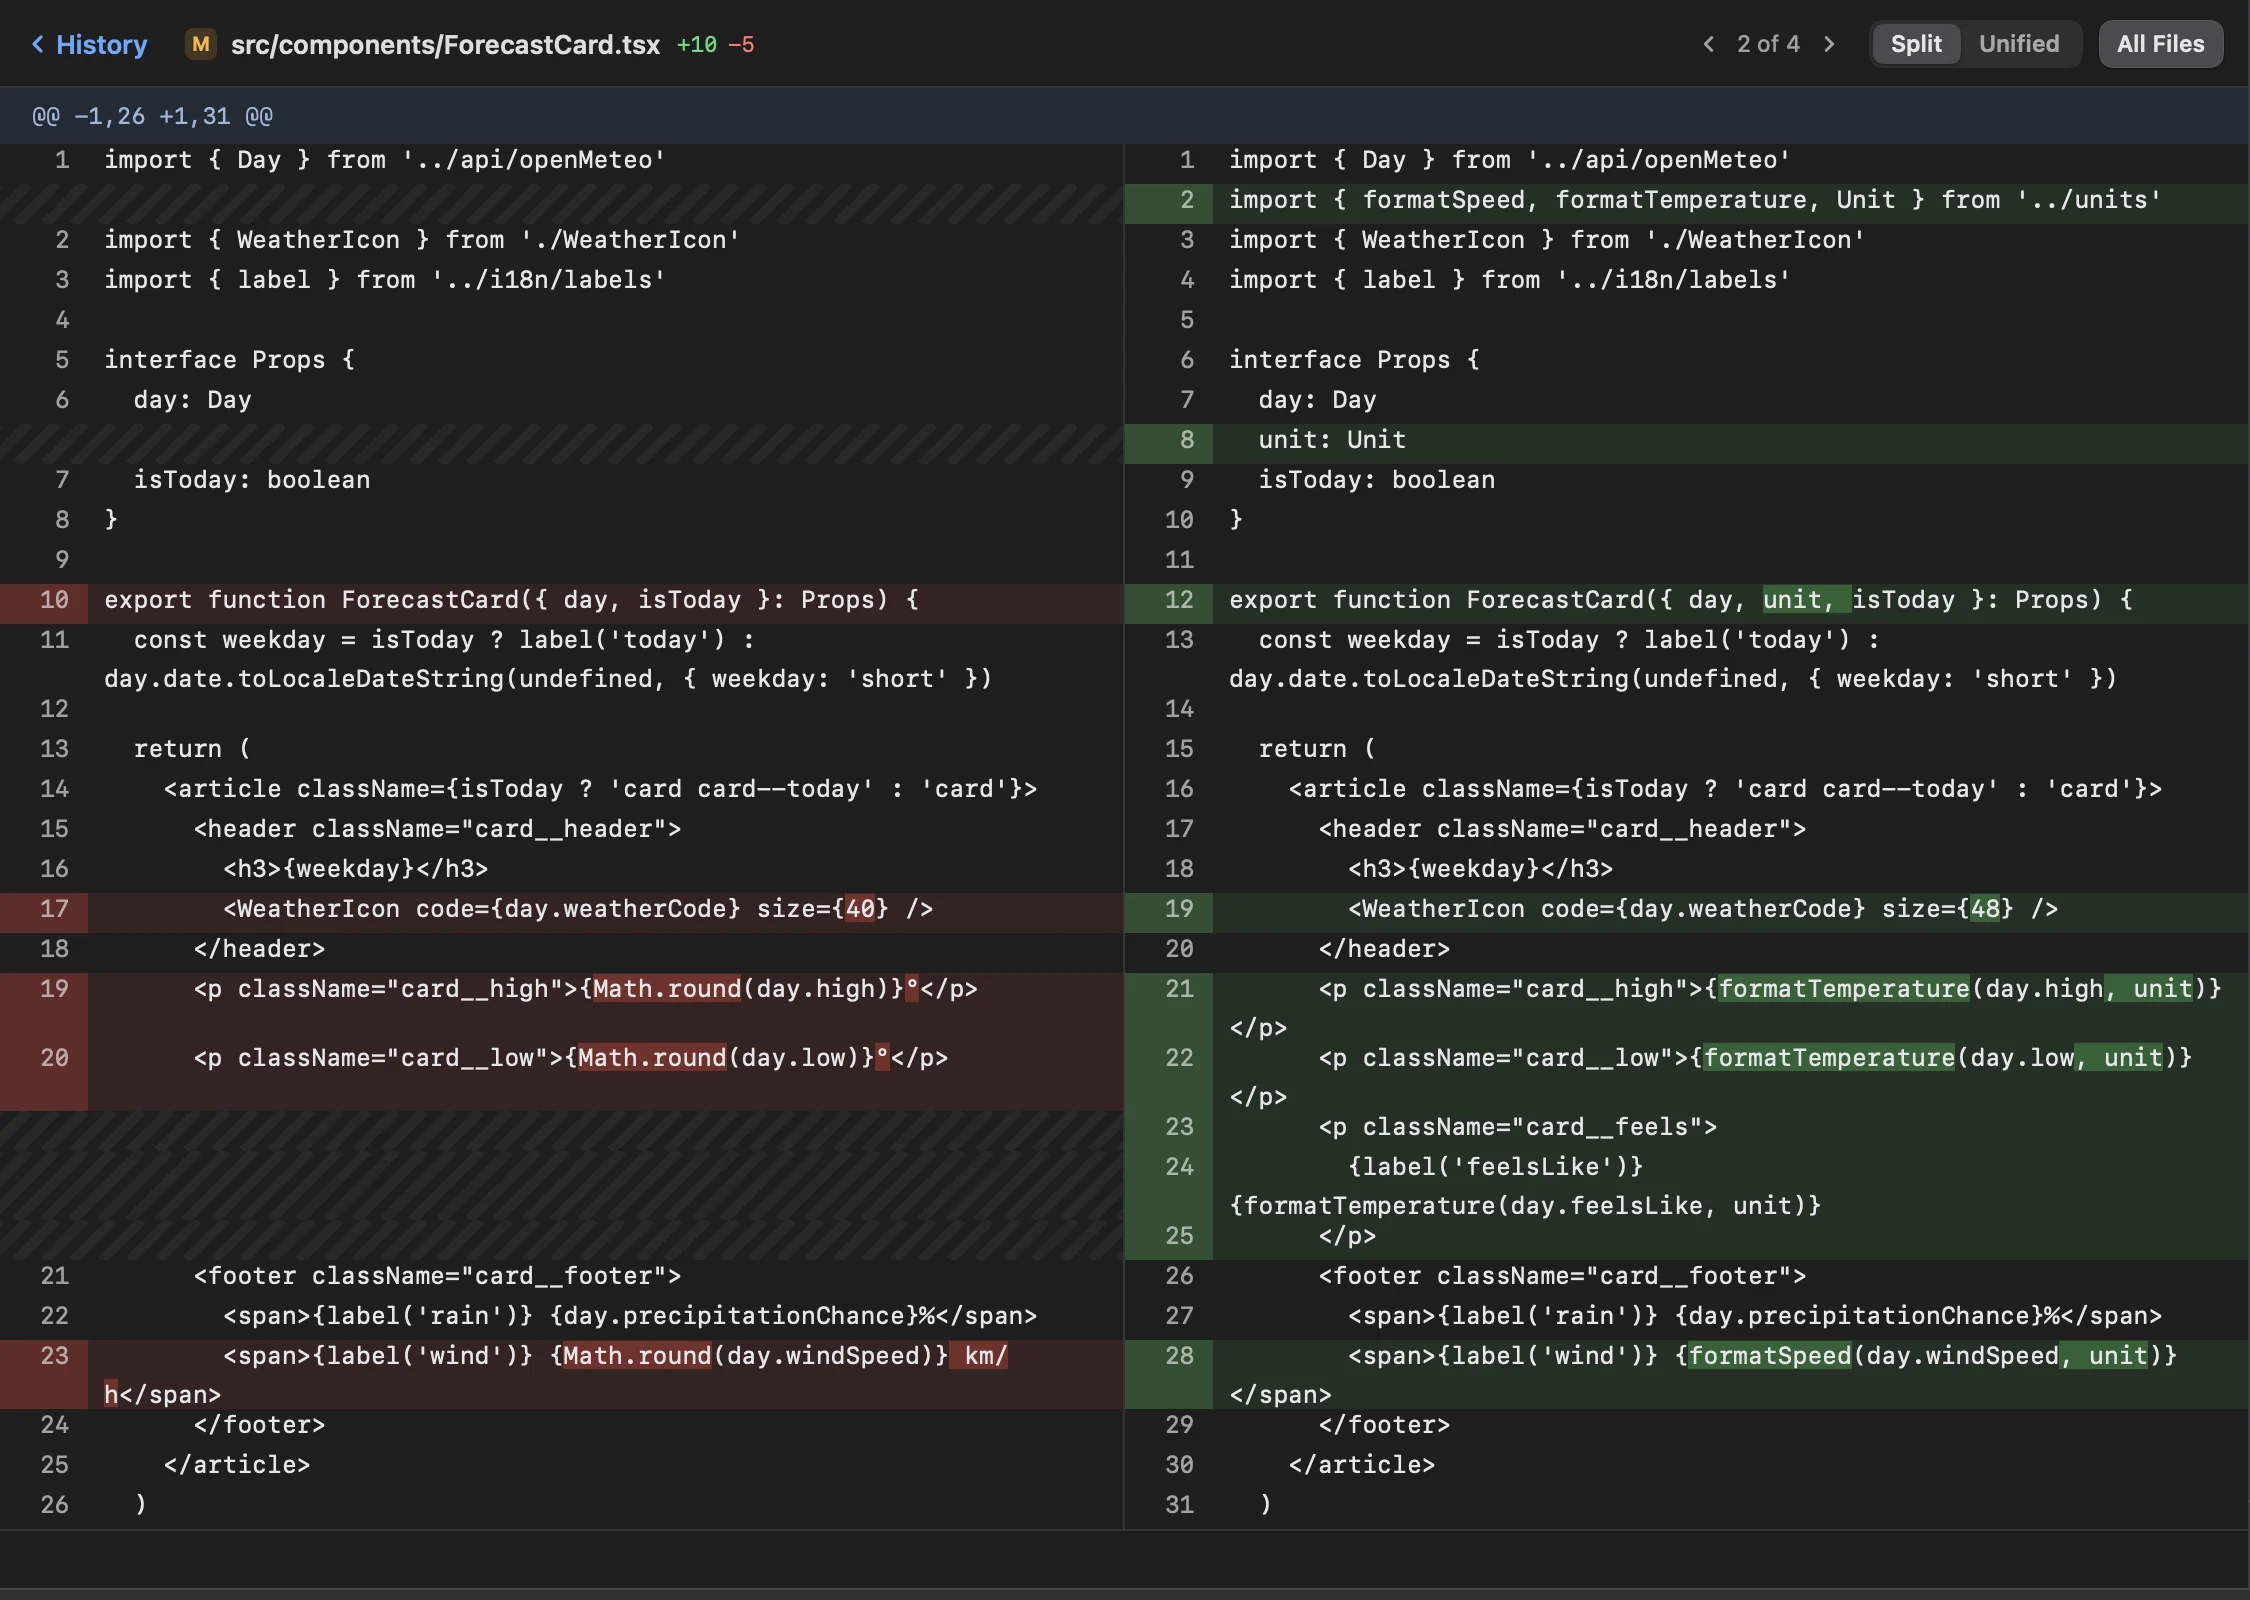 History M src/components/ForecastCard.tsx +10 −5 2 of 4 Split Unified All Files
@@ −1,26 +1,31 @@
1 import { Day } from '../api/openMeteo'
2 import { WeatherIcon } from './WeatherIcon'
3 import { label } from '../i18n/labels'
4
5 interface Props {
6 day: Day
7 isToday: boolean
8 }
9
10 export function ForecastCard({ day, isToday }: Props) {
11 const weekday = isToday ? label('today') :
day.date.toLocaleDateString(undefined, { weekday: 'short' })
12
13 return (
14 <article className={isToday ? 'card card--today' : 'card'}>
15 <header className="card__header">
16 <h3>{weekday}</h3>
17 <WeatherIcon code={day.weatherCode} size={40} />
18 </header>
19 <p className="card__high">{Math.round(day.high)}°</p>
20 <p className="card__low">{Math.round(day.low)}°</p>
21 <footer className="card__footer">
22 <span>{label('rain')} {day.precipitationChance}%</span>
23 <span>{label('wind')} {Math.round(day.windSpeed)} km/
h</span>
24 </footer>
25 </article>
26 )
1 import { Day } from '../api/openMeteo'
2 import { formatSpeed, formatTemperature, Unit } from '../units'
3 import { WeatherIcon } from './WeatherIcon'
4 import { label } from '../i18n/labels'
5
6 interface Props {
7 day: Day
8 unit: Unit
9 isToday: boolean
10 }
11
12 export function ForecastCard({ day, unit, isToday }: Props) {
13 const weekday = isToday ? label('today') :
day.date.toLocaleDateString(undefined, { weekday: 'short' })
14
15 return (
16 <article className={isToday ? 'card card--today' : 'card'}>
17 <header className="card__header">
18 <h3>{weekday}</h3>
19 <WeatherIcon code={day.weatherCode} size={48} />
20 </header>
21 <p className="card__high">{formatTemperature(day.high, unit)}
</p>
22 <p className="card__low">{formatTemperature(day.low, unit)}
</p>
23 <p className="card__feels">
24 {label('feelsLike')}
{formatTemperature(day.feelsLike, unit)}
25 </p>
26 <footer className="card__footer">
27 <span>{label('rain')} {day.precipitationChance}%</span>
28 <span>{label('wind')} {formatSpeed(day.windSpeed, unit)}
</span>
29 </footer>
30 </article>
31 )